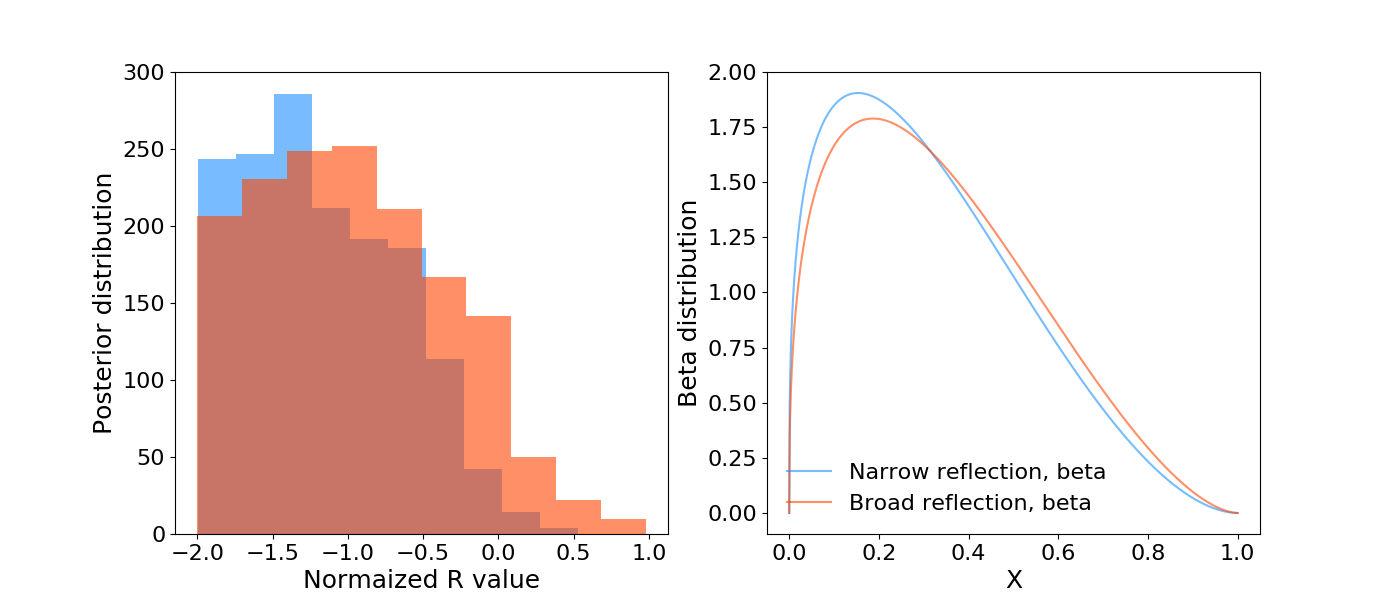 300
250
200
150
100
50
0
−2.0 −1.5 −1.0 −0.5 0.0 0.5 1.0
Posterior distribution
Normaized R value
2.00
1.75
1.50
1.25
1.00
0.75
0.50
0.25
0.00
0.0 0.2 0.4 0.6 0.8 1.0
Beta distribution
X
Narrow reflection, beta
Broad reflection, beta